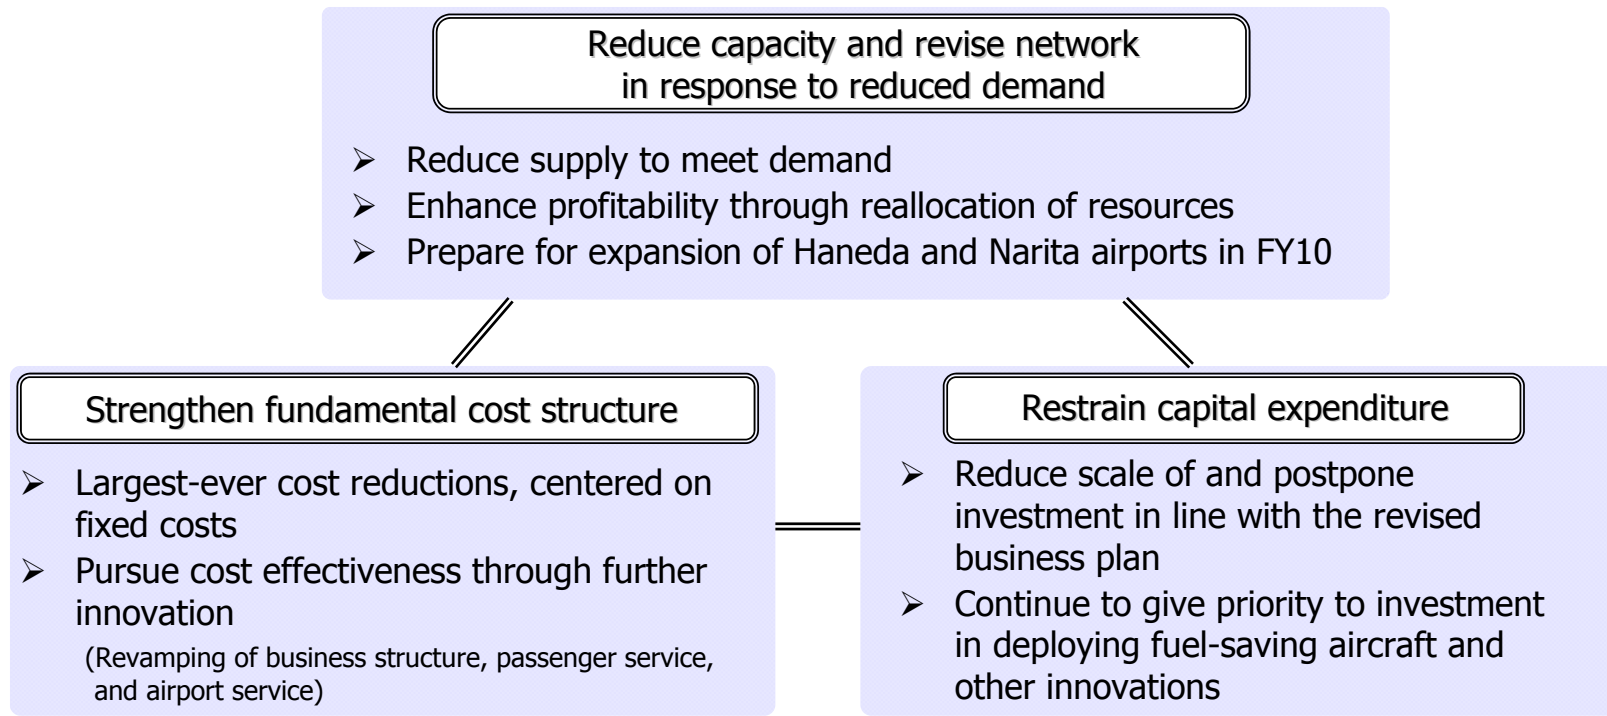 Reduce capacity and revise network
in response to reduced demand
➢ Reduce supply to meet demand
➢ Enhance profitability through reallocation of resources
➢ Prepare for expansion of Haneda and Narita airports in FY10
Strengthen fundamental cost structure
➢ Largest-ever cost reductions, centered on
fixed costs
➢ Pursue cost effectiveness through further
innovation
(Revamping of business structure, passenger service,
and airport service)
Restrain capital expenditure
➢ Reduce scale of and postpone
investment in line with the revised
business plan
➢ Continue to give priority to investment
in deploying fuel-saving aircraft and
other innovations